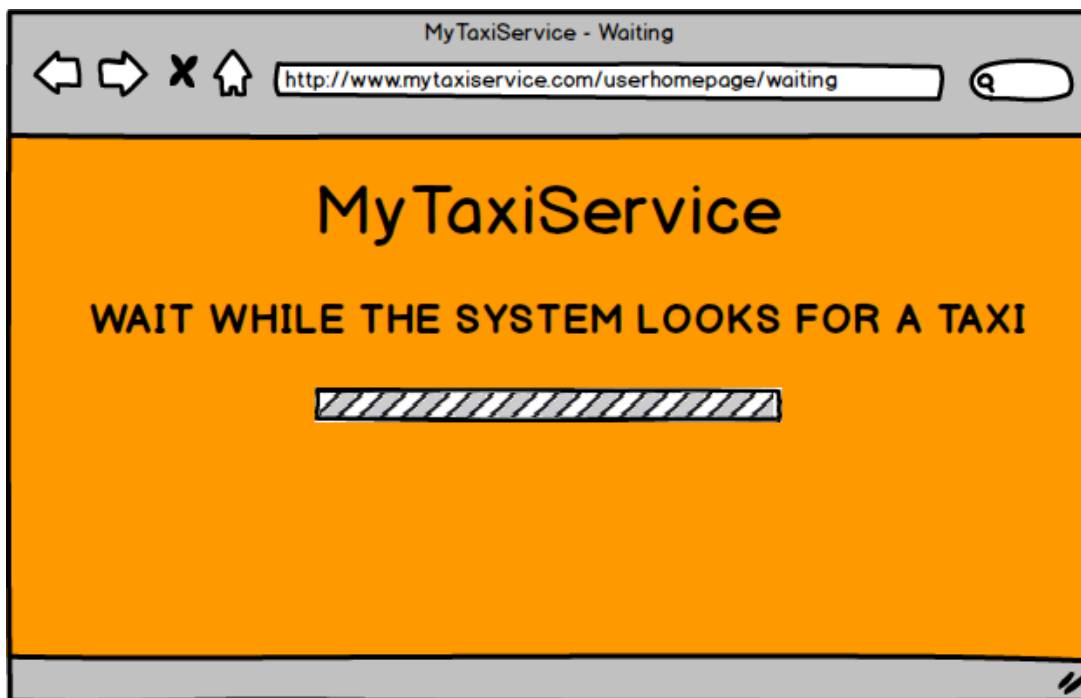 MyTaxiService - Waiting
http://www.mytaxiservice.com/userhomepage/waiting
MyTaxiService
WAIT WHILE THE SYSTEM LOOKS FOR A TAXI